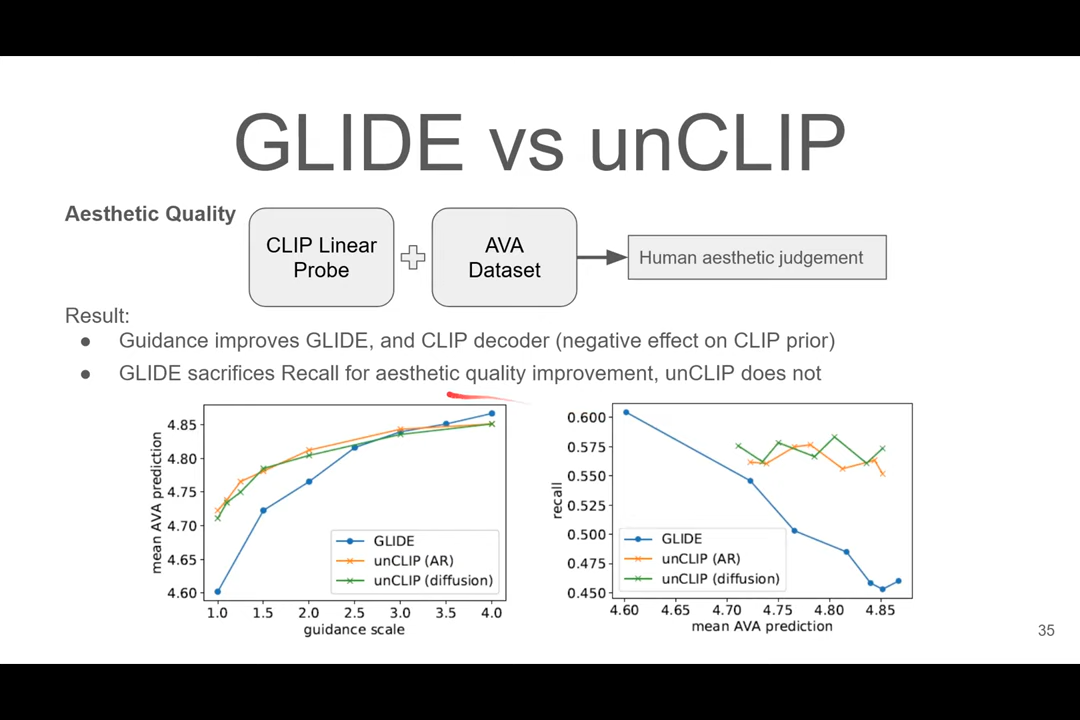 GLIDE vs unCLIP
Aesthetic Quality
CLIP Linear
Probe
AVA
Dataset
Human aesthetic judgement
Result:
● Guidance improves GLIDE, and CLIP decoder (negative effect on CLIP prior)
● GLIDE sacrifices Recall for aesthetic quality improvement, unCLIP does not
mean AVA prediction
4.85
4.80
4.75
4.70
4.65
4.60
GLIDE
unCLIP (AR)
unCLIP (diffusion)
1.0 1.5 2.0 2.5 3.0 3.5 4.0
guidance scale
recall
0.600
0.575
0.550
0.525
0.500
0.475
0.450
GLIDE
unCLIP (AR)
unCLIP (diffusion)
4.60 4.65 4.70 4.75 4.80 4.85
mean AVA prediction
35